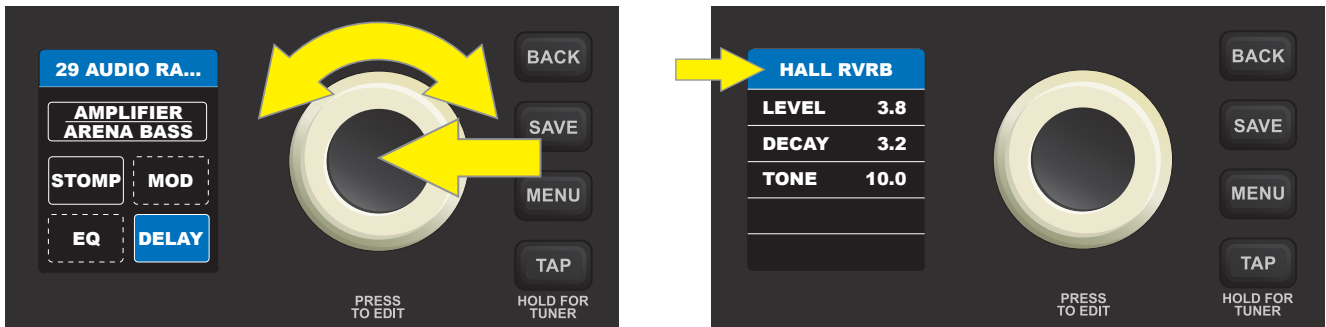 29 AUDIO RA...
AMPLIFIER
ARENA BASS
STOMP
MOD
EQ
DELAY
BACK
SAVE
MENU
TAP
PRESS
TO EDIT
HOLD FOR
TUNER
HALL RVRB
LEVEL 3.8
DECAY 3.2
TONE 10.0
BACK
SAVE
MENU
TAP
PRESS
TO EDIT
HOLD FOR
TUNER